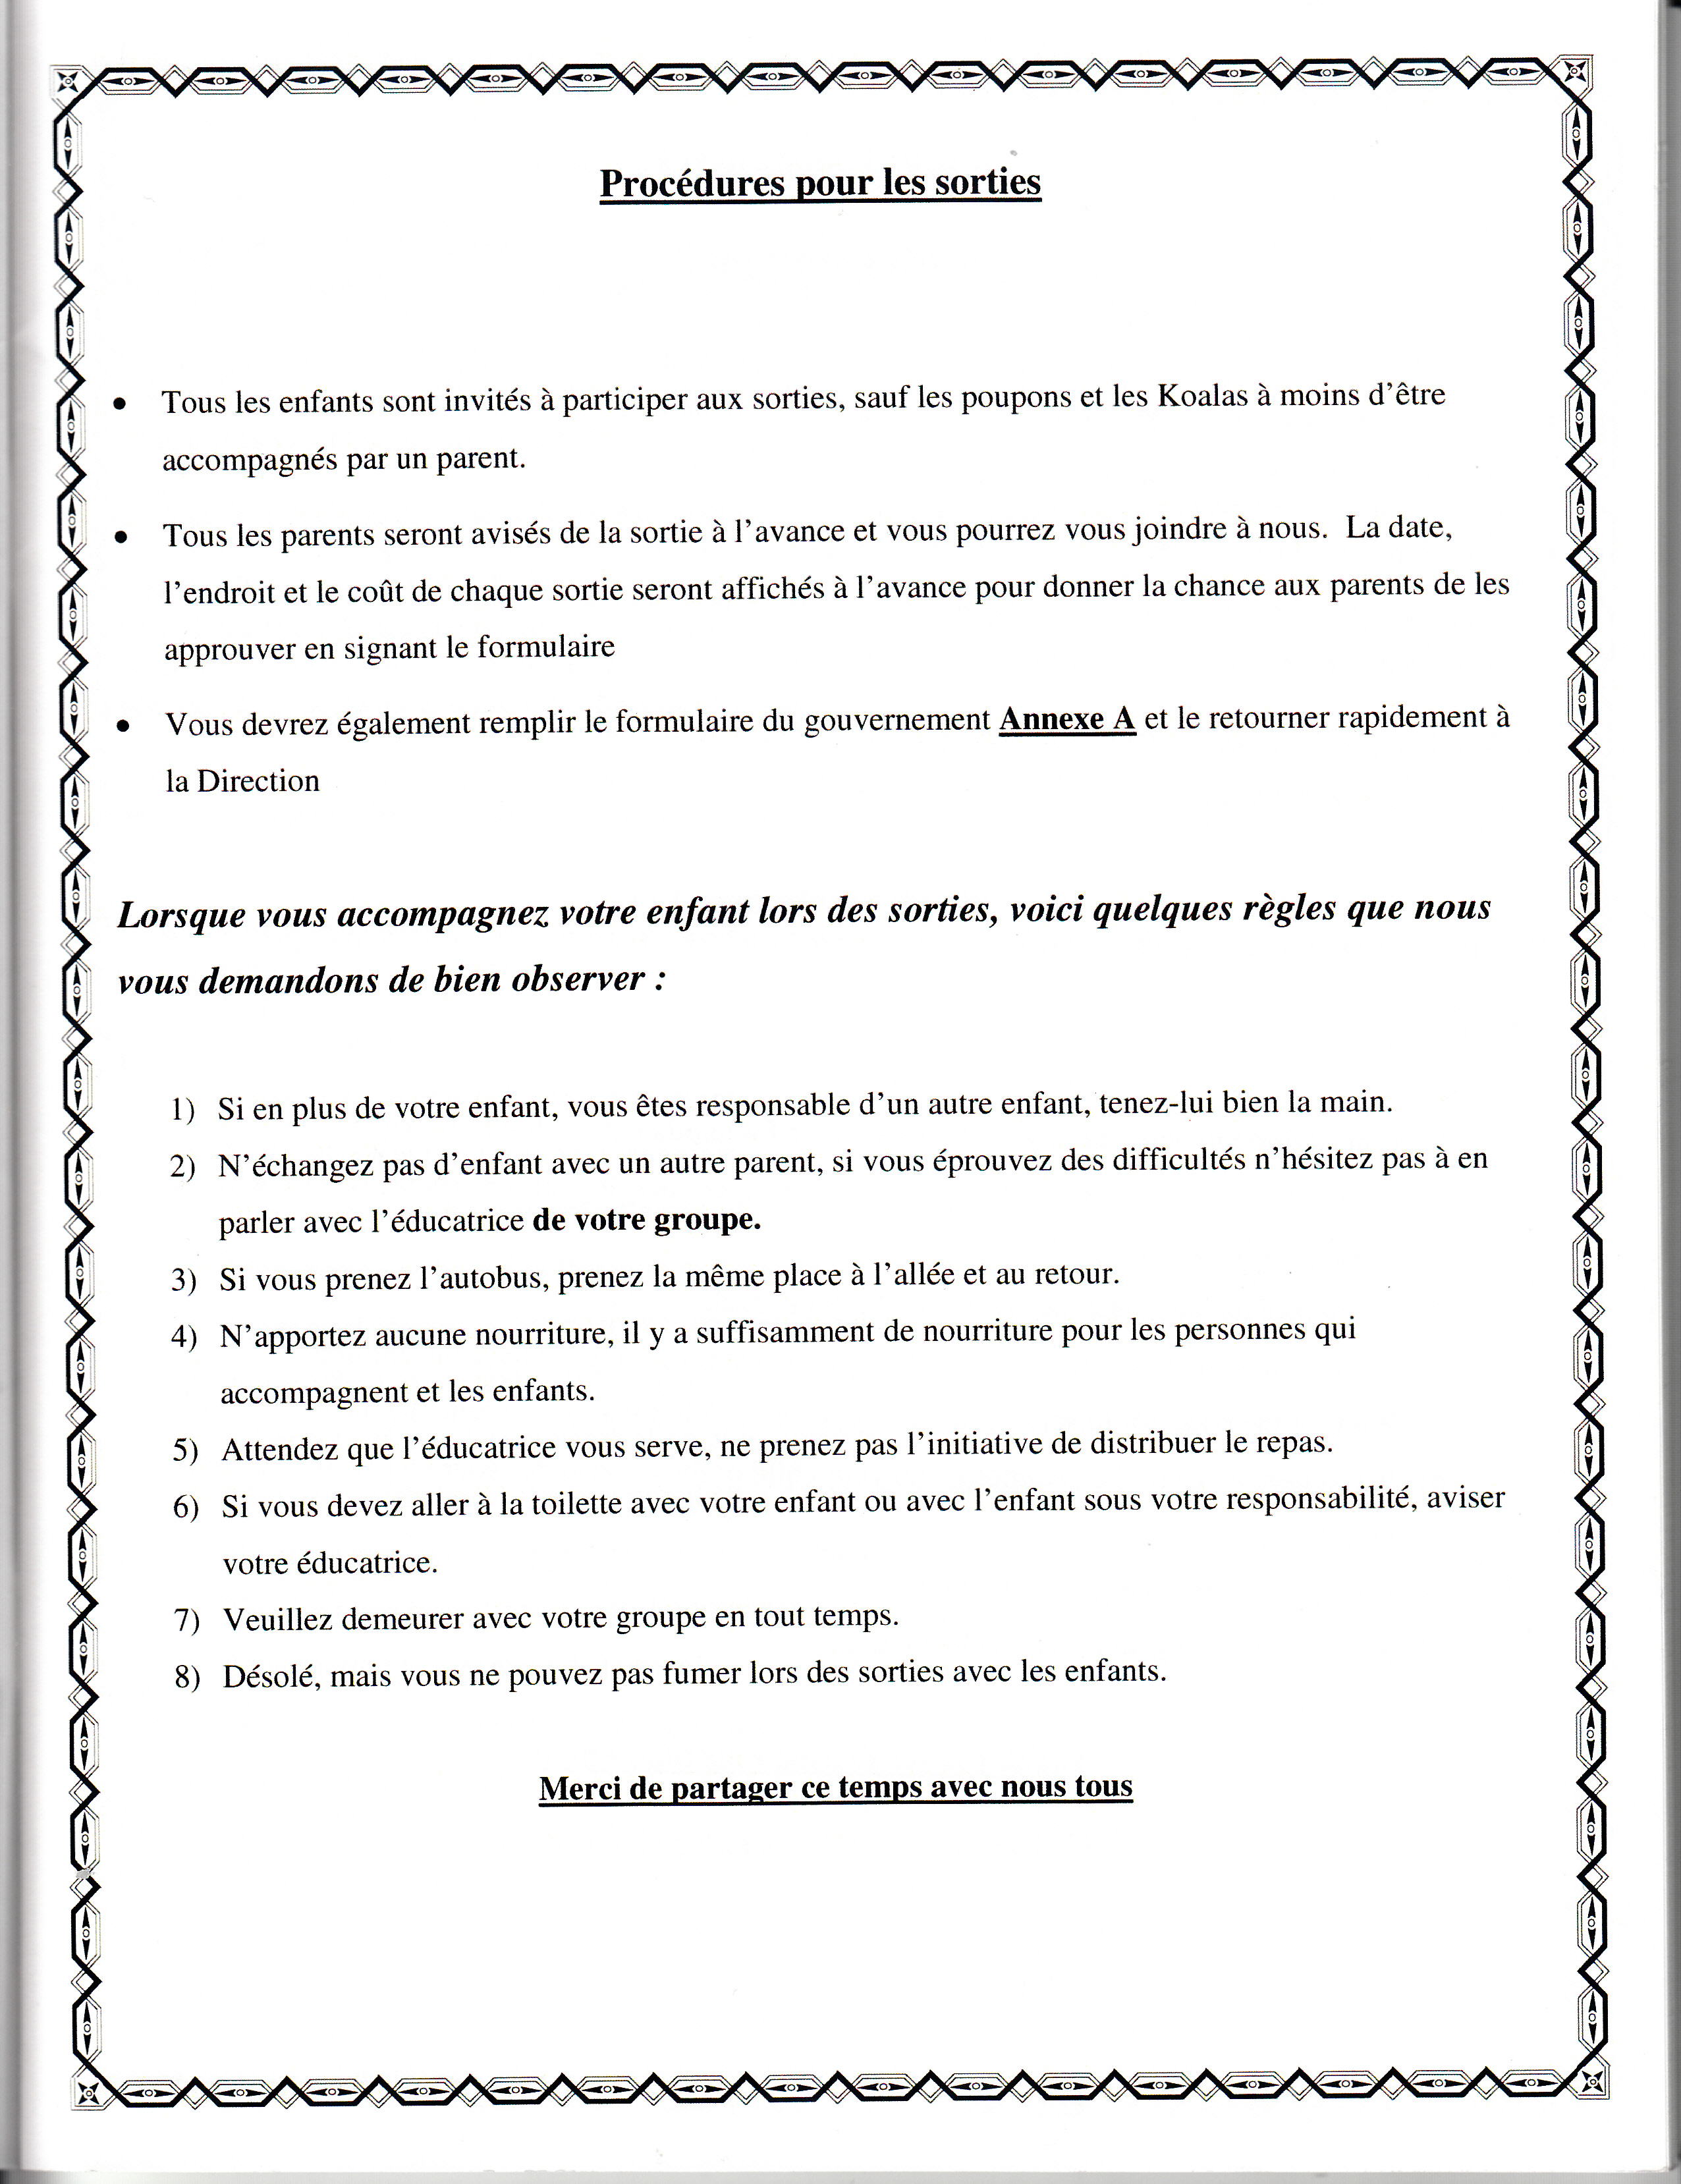 Procédures pour les sorties
• Tous les enfants sont invités à participer aux sorties, sauf les poupons et les Koalas à moins d'être
accompagnés par un parent.
• Tous les parents seront avisés de la sortie à l'avance et vous pourrez vous joindre à nous. La date,
l'endroit et le coût de chaque sortie seront affichés à l'avance pour donner la chance aux parents de les
approuver en signant le formulaire
• Vous devrez également remplir le formulaire du gouvernement Annexe A et le retourner rapidement à
la Direction
Lorsque vous accompagnez votre enfant lors des sorties, voici quelques règles que nous
vous demandons de bien observer :
1) Si en plus de votre enfant, vous êtes responsable d'un autre enfant, tenez-lui bien la main.
2) N'échangez pas d'enfant avec un autre parent, si vous éprouvez des difficultés n'hésitez pas à en
parler avec l'éducatrice de votre groupe.
3) Si vous prenez l'autobus, prenez la même place à l'allée et au retour.
4) N'apportez aucune nourriture, il y a suffisamment de nourriture pour les personnes qui
accompagnent et les enfants.
5) Attendez que l'éducatrice vous serve, ne prenez pas l'initiative de distribuer le repas.
6) Si vous devez aller à la toilette avec votre enfant ou avec l'enfant sous votre responsabilité, aviser
votre éducatrice.
7) Veuillez demeurer avec votre groupe en tout temps.
8) Désolé, mais vous ne pouvez pas fumer lors des sorties avec les enfants.
Merci de partager ce temps avec nous tous